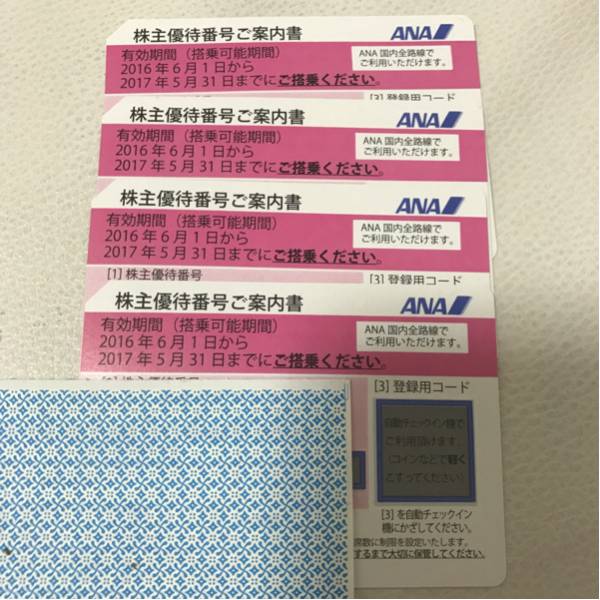 株主優待番号ご案内書
ANA
有効期間（搭乗可能期間）
2016年6月1日から
2017年5月31日までにご搭乗ください。
ANA 国内全路線で
ご利用いただけます。
[3] 登録用コード
株主優待番号ご案内書
ANA
有効期間（搭乗可能期間）
2016年6月1日から
2017年5月31日までにご搭乗ください。
ANA 国内全路線で
ご利用いただけます。
株主優待番号ご案内書
ANA
有効期間（搭乗可能期間）
2016年6月1日から
2017年5月31日までにご搭乗ください。
ANA 国内全路線で
ご利用いただけます。
[1] 株主優待番号
[3] 登録用コード
株主優待番号ご案内書
ANA
有効期間（搭乗可能期間）
2016年6月1日から
2017年5月31日までにご搭乗ください。
ANA 国内全路線で
ご利用いただけます。
[3] 登録用コード
自動チェックイン機で
ご利用頂けます。
（コインなどで軽く
こすってください）
[3] を自動チェックイン
機にかざしてください。
席数に制限を設定いたします。
するまで大切に保管してください。